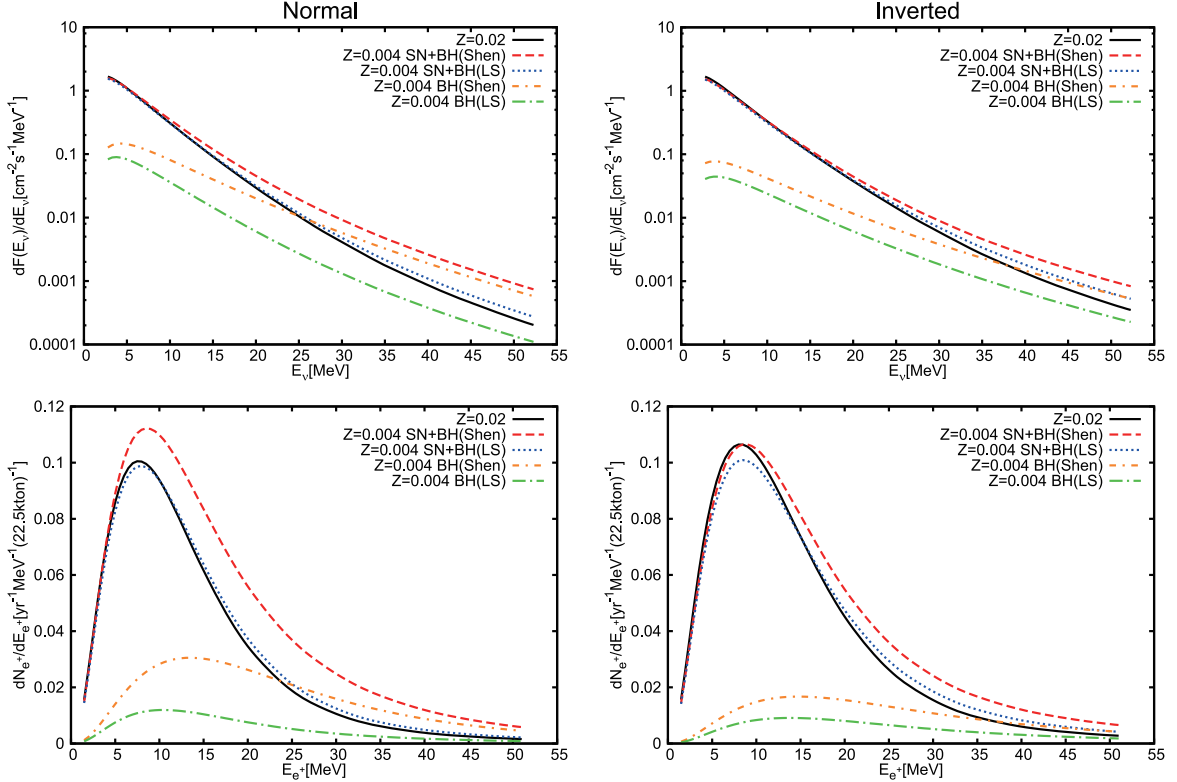 Normal
10
1
0.1
0.01
0.001
0.0001
dF(Eν)/dEν[cm⁻²s⁻¹MeV⁻¹]
Z=0.02
Z=0.004 SN+BH(Shen)
Z=0.004 SN+BH(LS)
Z=0.004 BH(Shen)
Z=0.004 BH(LS)
0 5 10 15 20 25 30 35 40 45 50 55
Eν[MeV]
Inverted
10
1
0.1
0.01
0.001
0.0001
dF(Eν)/dEν[cm⁻²s⁻¹MeV⁻¹]
Z=0.02
Z=0.004 SN+BH(Shen)
Z=0.004 SN+BH(LS)
Z=0.004 BH(Shen)
Z=0.004 BH(LS)
0 5 10 15 20 25 30 35 40 45 50 55
Eν[MeV]
0.12
0.1
0.08
0.06
0.04
0.02
0
dNe⁺/dEe⁺[yr⁻¹MeV⁻¹(22.5kton)⁻¹]
Z=0.02
Z=0.004 SN+BH(Shen)
Z=0.004 SN+BH(LS)
Z=0.004 BH(Shen)
Z=0.004 BH(LS)
0 5 10 15 20 25 30 35 40 45 50 55
Ee⁺[MeV]
0.12
0.1
0.08
0.06
0.04
0.02
0
dNe⁺/dEe⁺[yr⁻¹MeV⁻¹(22.5kton)⁻¹]
Z=0.02
Z=0.004 SN+BH(Shen)
Z=0.004 SN+BH(LS)
Z=0.004 BH(Shen)
Z=0.004 BH(LS)
0 5 10 15 20 25 30 35 40 45 50 55
Ee⁺[MeV]